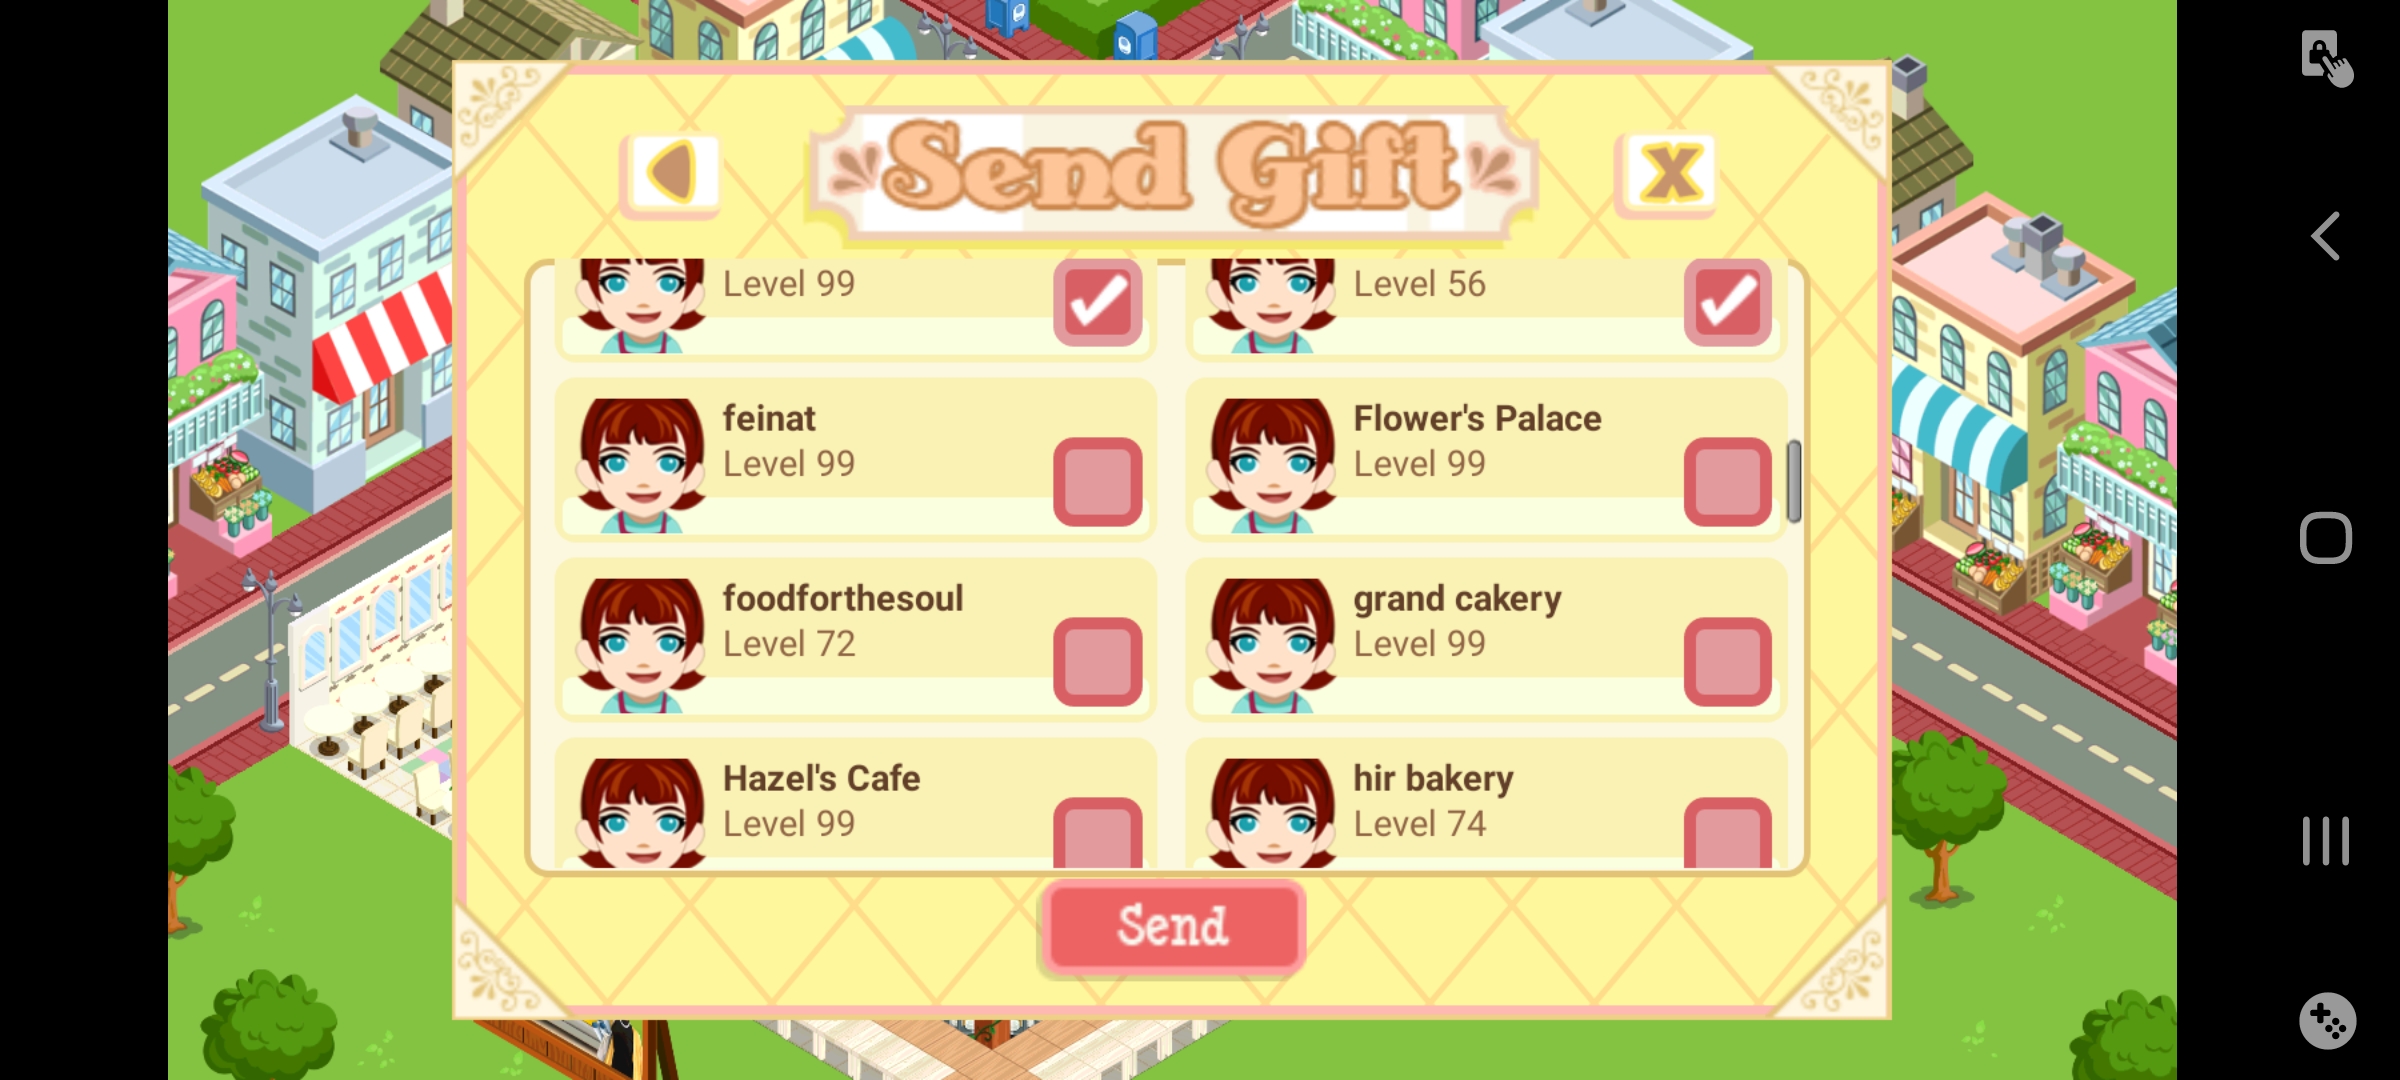 Send Gift
Level 99
Level 56
feinat
Level 99
Flower's Palace
Level 99
foodforthesoul
Level 72
grand cakery
Level 99
Hazel's Cafe
Level 99
hir bakery
Level 74
Send